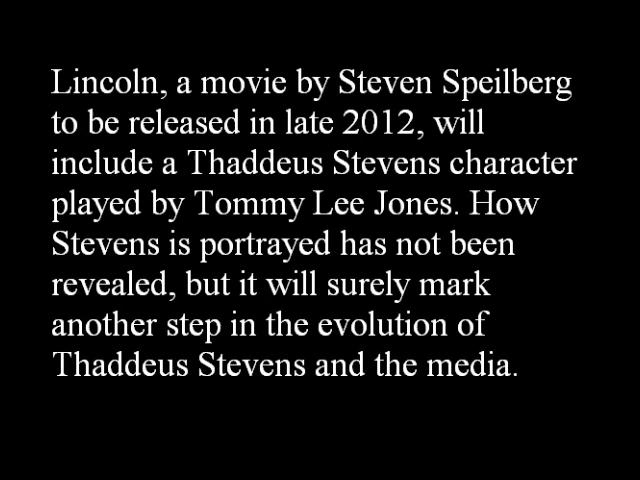 Lincoln, a movie by Steven Speilberg
to be released in late 2012, will
include a Thaddeus Stevens character
played by Tommy Lee Jones. How
Stevens is portrayed has not been
revealed, but it will surely mark
another step in the evolution of
Thaddeus Stevens and the media.